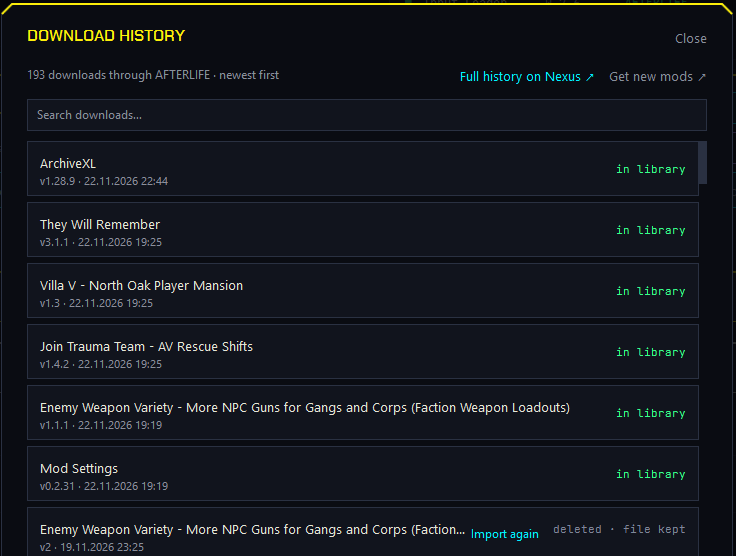 DOWNLOAD HISTORY
Close
193 downloads through AFTERLIFE · newest first
Full history on Nexus ↗
Get new mods ↗
Search downloads...
ArchiveXL
v1.28.9 · 22.11.2026 22:44
in library
They Will Remember
v3.1.1 · 22.11.2026 19:25
in library
Villa V - North Oak Player Mansion
v1.3 · 22.11.2026 19:25
in library
Join Trauma Team - AV Rescue Shifts
v1.4.2 · 22.11.2026 19:25
in library
Enemy Weapon Variety - More NPC Guns for Gangs and Corps (Faction Weapon Loadouts)
v1.1.1 · 22.11.2026 19:19
in library
Mod Settings
v0.2.31 · 22.11.2026 19:19
in library
Enemy Weapon Variety - More NPC Guns for Gangs and Corps (Faction...
Import again
deleted · file kept
v2 · 19.11.2026 23:25